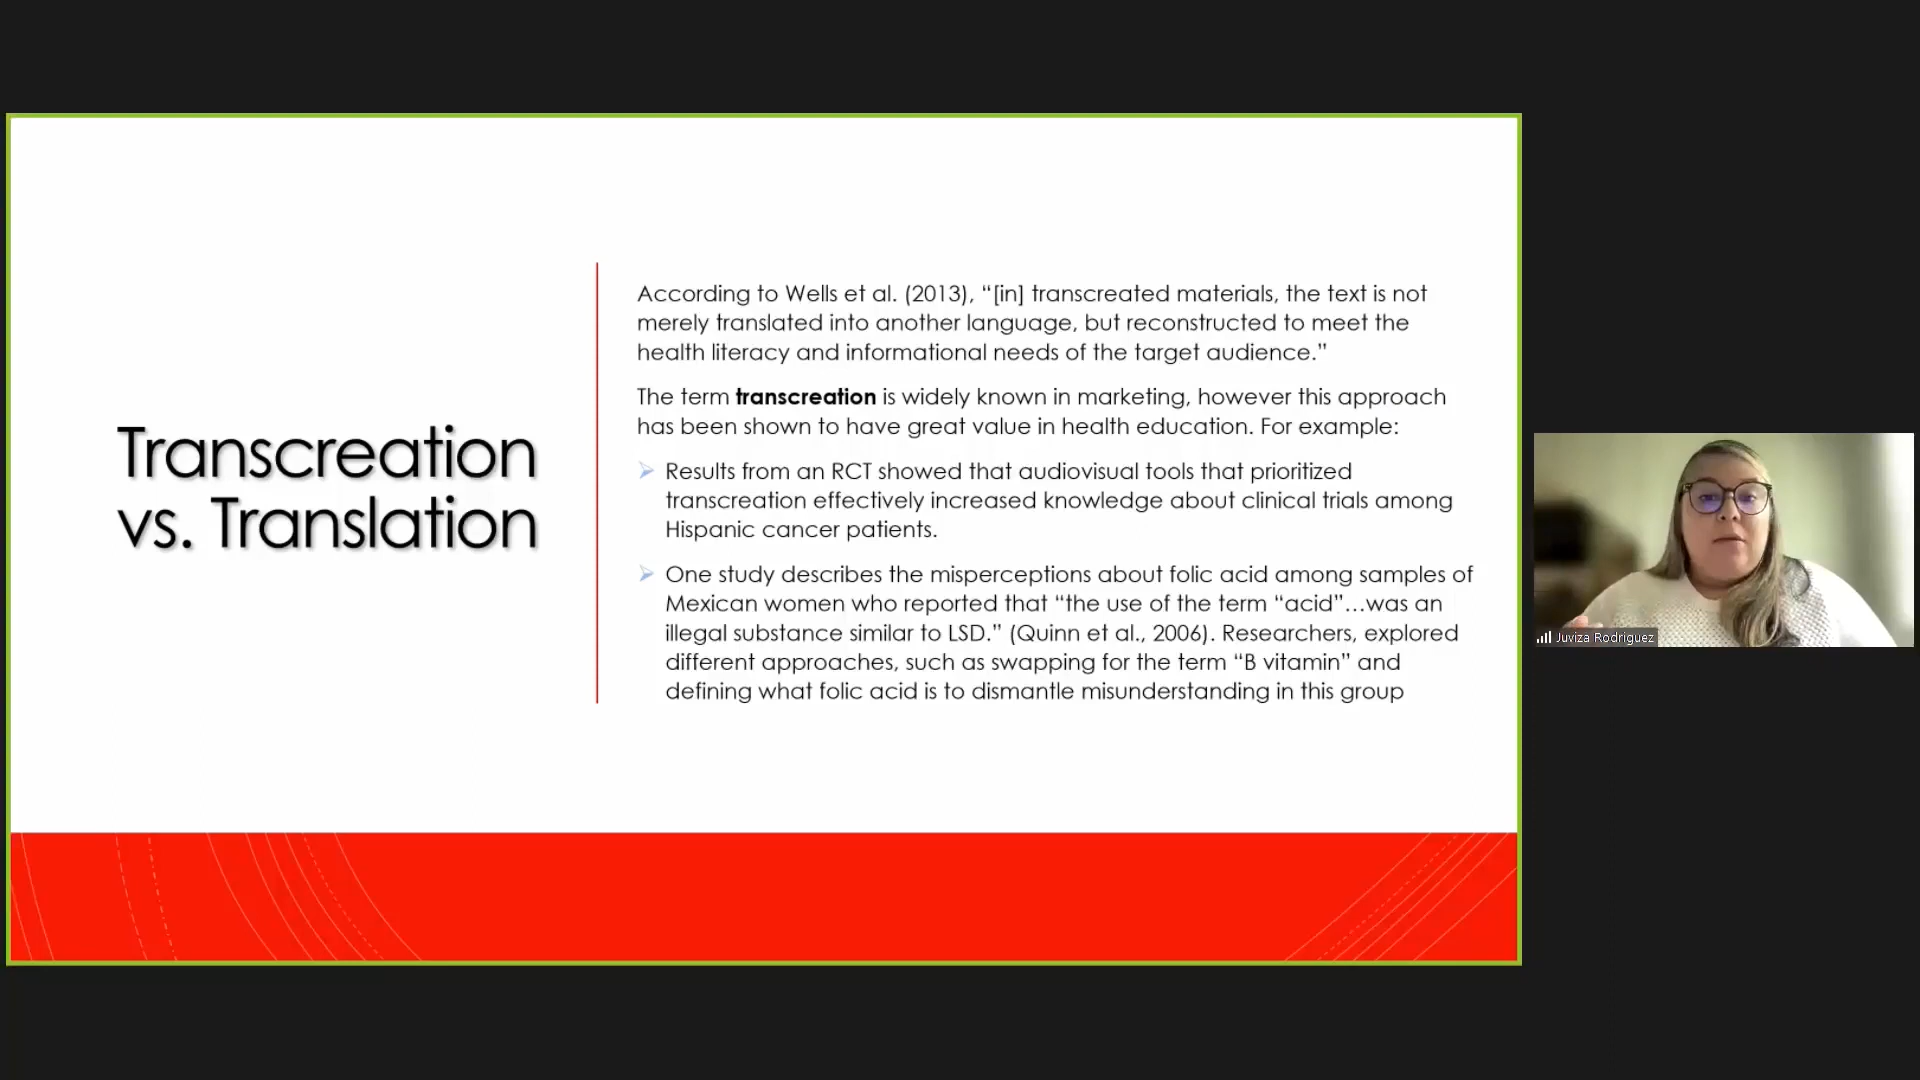 Transcreation
vs. Translation
According to Wells et al. (2013), “[in] transcreated materials, the text is not
merely translated into another language, but reconstructed to meet the
health literacy and informational needs of the target audience.”
The term transcreation is widely known in marketing, however this approach
has been shown to have great value in health education. For example:
Results from an RCT showed that audiovisual tools that prioritized
transcreation effectively increased knowledge about clinical trials among
Hispanic cancer patients.
One study describes the misperceptions about folic acid among samples of
Mexican women who reported that “the use of the term “acid”…was an
illegal substance similar to LSD.” (Quinn et al., 2006). Researchers, explored
different approaches, such as swapping for the term “B vitamin” and
defining what folic acid is to dismantle misunderstanding in this group
Juviza Rodriguez